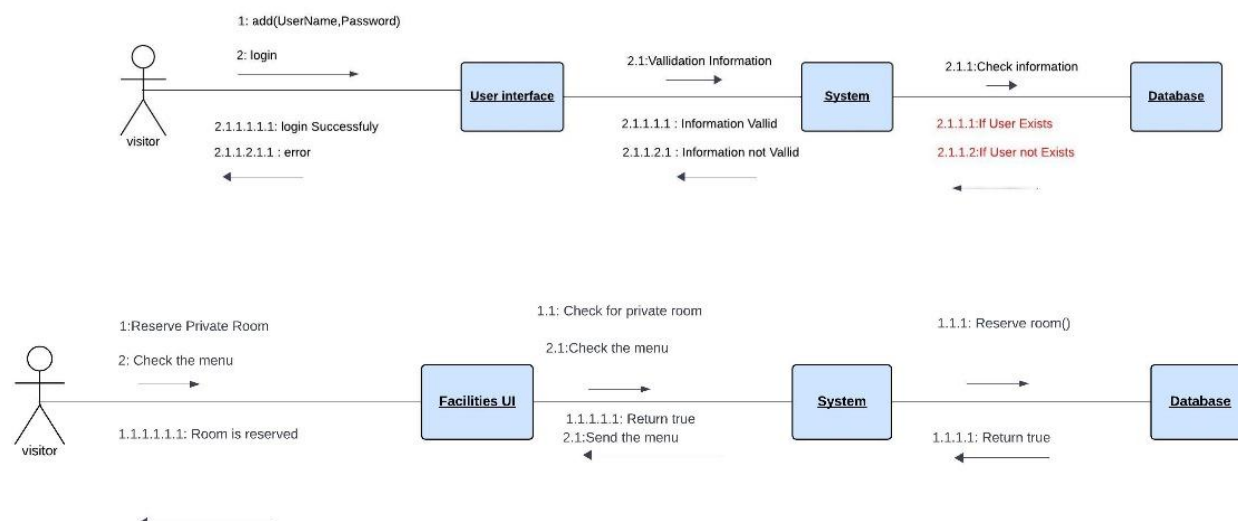 1: add(UserName,Password)
2: login
2.1:Vallidation Information
2.1.1:Check information
User interface
System
Database
visitor
2.1.1.1.1.1: login Successfuly
2.1.1.2.1.1 : error
2.1.1.1.1 : Information Vallid
2.1.1.2.1 : Information not Vallid
2.1.1.1:If User Exists
2.1.1.2:If User not Exists
1:Reserve Private Room
2: Check the menu
1.1: Check for private room
2.1:Check the menu
1.1.1: Reserve room()
Facilities UI
System
Database
visitor
1.1.1.1.1.1: Room is reserved
1.1.1.1.1: Return true
2.1:Send the menu
1.1.1.1: Return true